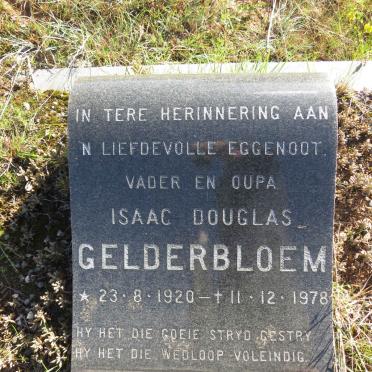 IN TERE HERINNERING AAN
'N LIEFDEVOLLE EGGENOOT.
VADER EN OUPA
ISAAC DOUGLAS
GELDERBLOEM
★ 23·8·1920—✝11·12·1978
HY HET DIE GOEIE STRYD GESTRY
HY HET DIE WEDLOOP VOLEINDIG.